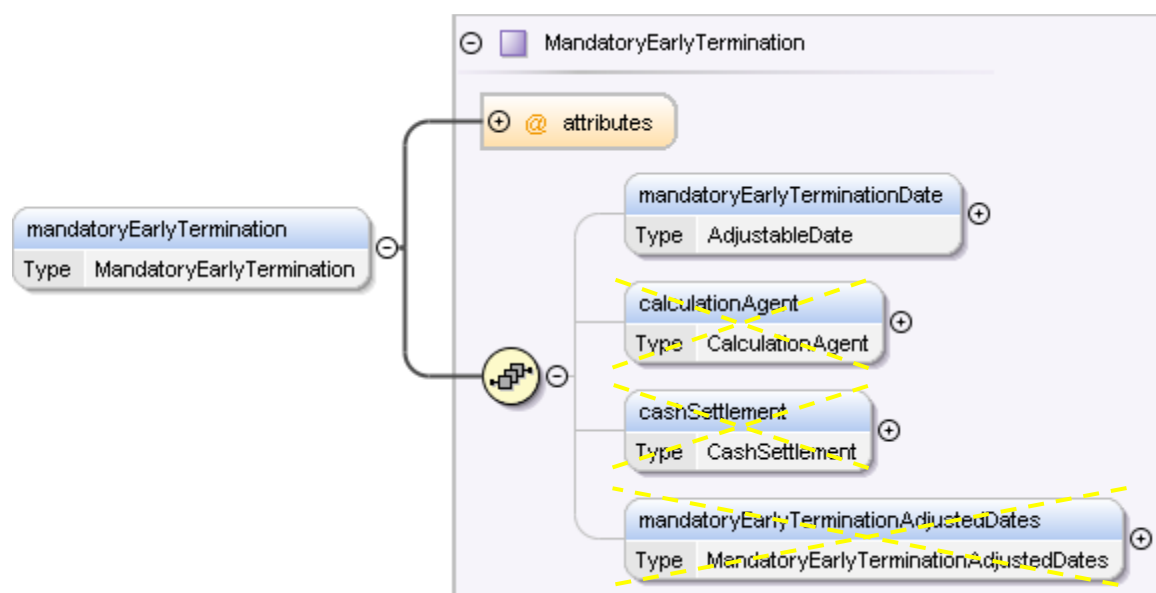 MandatoryEarlyTermination
@ attributes
mandatoryEarlyTermination
Type MandatoryEarlyTermination
mandatoryEarlyTerminationDate
Type AdjustableDate
calculationAgent
Type CalculationAgent
cashSettlement
Type CashSettlement
mandatoryEarlyTerminationAdjustedDates
Type MandatoryEarlyTerminationAdjustedDates